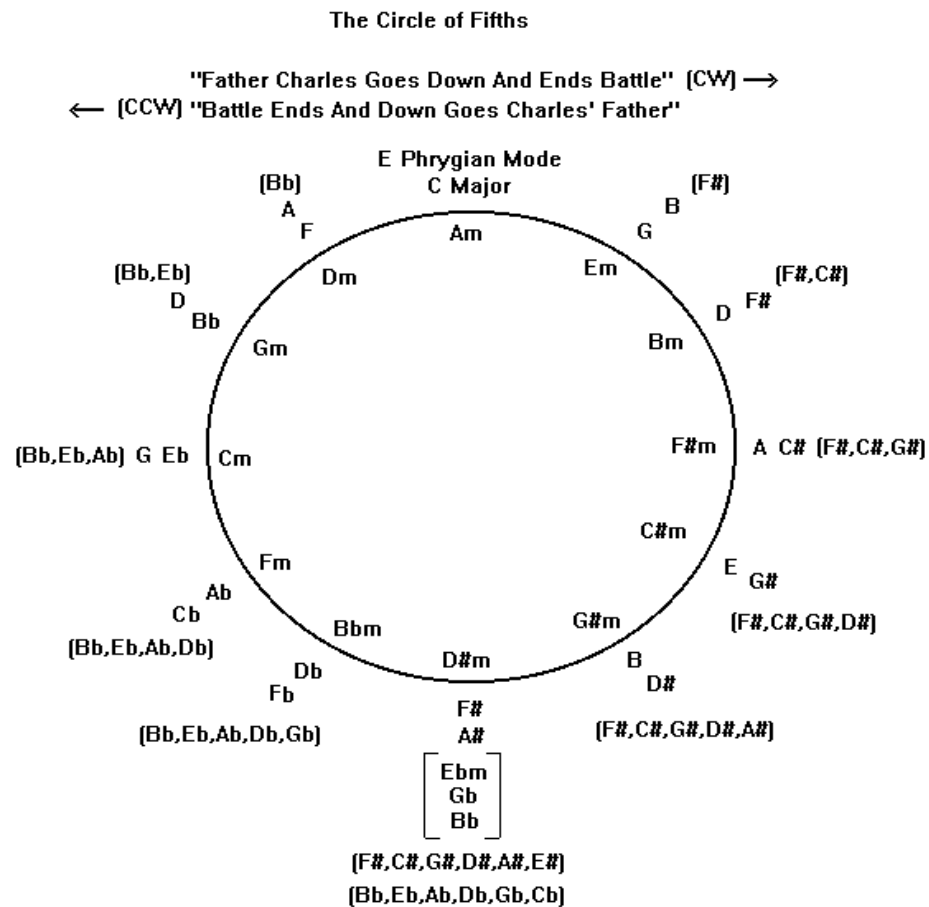 The Circle of Fifths
"Father Charles Goes Down And Ends Battle" (CW) →
← (CCW) "Battle Ends And Down Goes Charles' Father"
E Phrygian Mode
C Major
Am
(F#)
B
G
Em
(F#,C#)
F#
D
Bm
F#m A C# (F#,C#,G#)
C#m
E
G#
(F#,C#,G#,D#)
G#m
B
D#
(F#,C#,G#,D#,A#)
D#m
F#
A#
Ebm
Gb
Bb
(F#,C#,G#,D#,A#,E#)
(Bb,Eb,Ab,Db,Gb,Cb)
Bbm
Db
Fb
(Bb,Eb,Ab,Db,Gb)
Fm
Ab
Cb
(Bb,Eb,Ab,Db)
(Bb,Eb,Ab) G Eb Cm
(Bb,Eb)
D
Bb
Gm
(Bb)
A
F
Dm